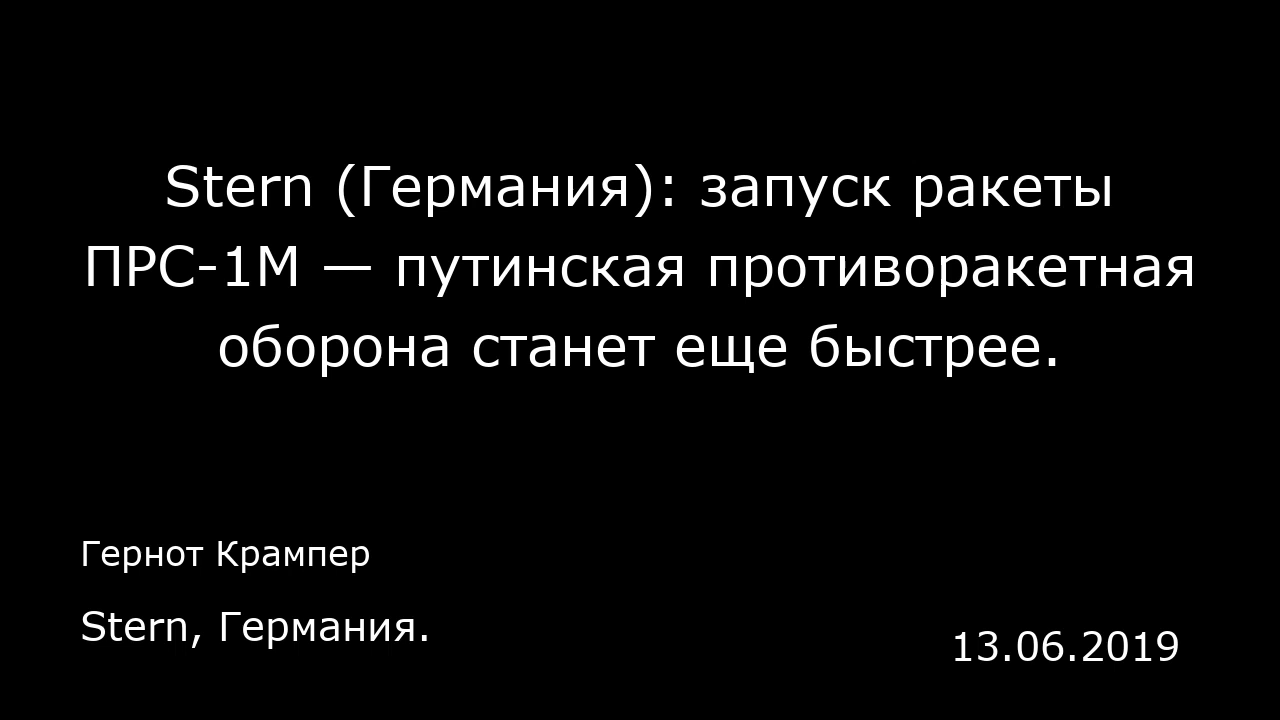 Stern (Германия): запуск ракеты
ПРС-1М — путинская противоракетная
оборона станет еще быстрее.
Гернот Крампер
Stern, Германия.
13.06.2019